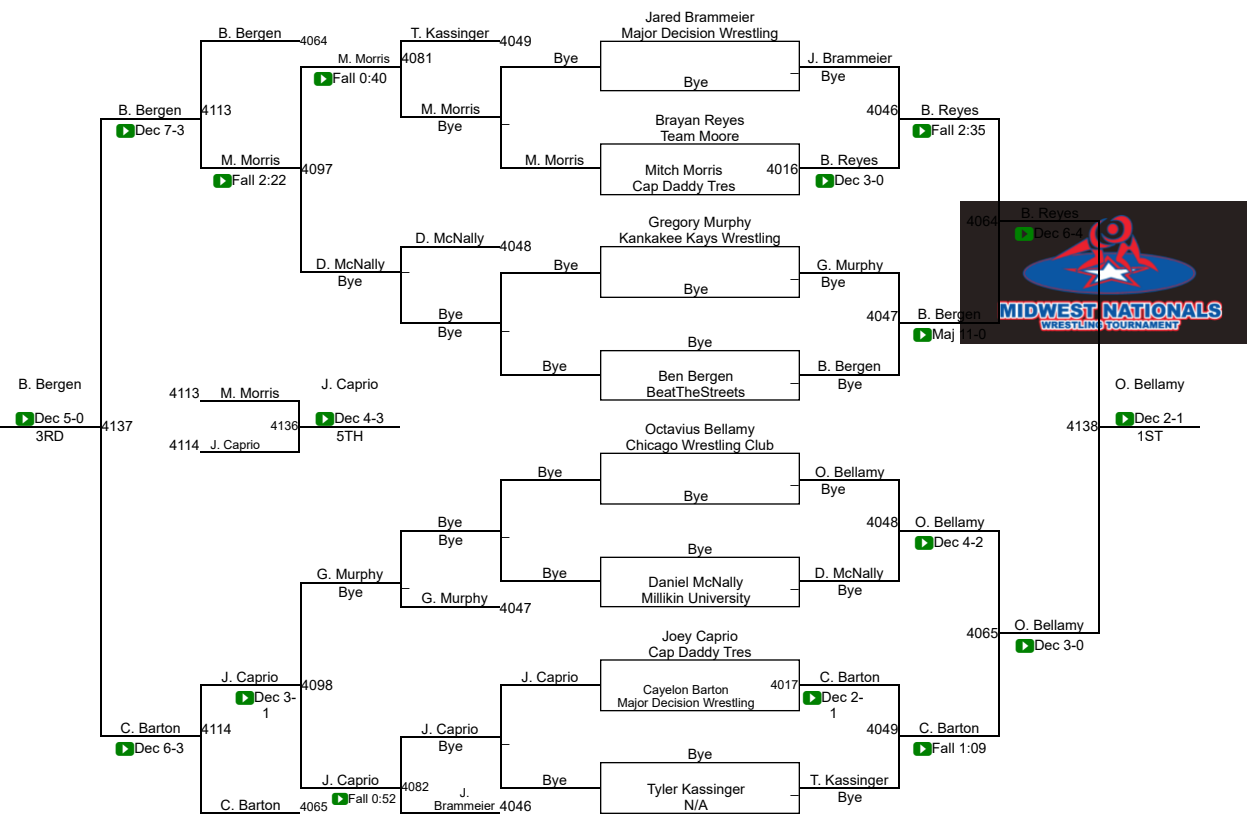 Jared Brammeier
Major Decision Wrestling
B. Bergen
4064
T. Kassinger
4049
M. Morris
4081
Fall 0:40
Bye
Bye
J. Brammeier
Bye
B. Bergen
4113
Dec 7-3
M. Morris
Bye
4046
B. Reyes
Fall 2:35
Brayan Reyes
Team Moore
M. Morris
4097
Fall 2:22
M. Morris
Mitch Morris
4016
Cap Daddy Tres
B. Reyes
Dec 3-0
4064
B. Reyes
Dec 6-4
Gregory Murphy
Kankakee Kays Wrestling
D. McNally
4048
D. McNally
Bye
Bye
Bye
G. Murphy
Bye
MIDWEST NATIONALS
WRESTLING TOURNAMENT
Bye
Bye
4047
B. Bergen
Maj 11-0
Bye
Bye
Ben Bergen
BeatTheStreets
B. Bergen
Bye
B. Bergen
Dec 5-0
3RD
4137
4113
M. Morris
4136
4114
J. Caprio
J. Caprio
Dec 4-3
5TH
4138
O. Bellamy
Dec 2-1
1ST
Octavius Bellamy
Chicago Wrestling Club
Bye
Bye
O. Bellamy
Bye
Bye
Bye
4048
O. Bellamy
Dec 4-2
Bye
Bye
Daniel McNally
Millikin University
D. McNally
Bye
G. Murphy
Bye
G. Murphy
4047
4065
O. Bellamy
Dec 3-0
Joey Caprio
Cap Daddy Tres
J. Caprio
4098
Dec 3-
1
J. Caprio
Cayelon Barton
4017
Major Decision Wrestling
C. Barton
Dec 2-
1
C. Barton
4114
Dec 6-3
J. Caprio
Bye
4049
C. Barton
Fall 1:09
Bye
J. Caprio
4082
Fall 0:52
Bye
Tyler Kassinger
N/A
T. Kassinger
Bye
C. Barton
4065
J.
Brammeier
4046